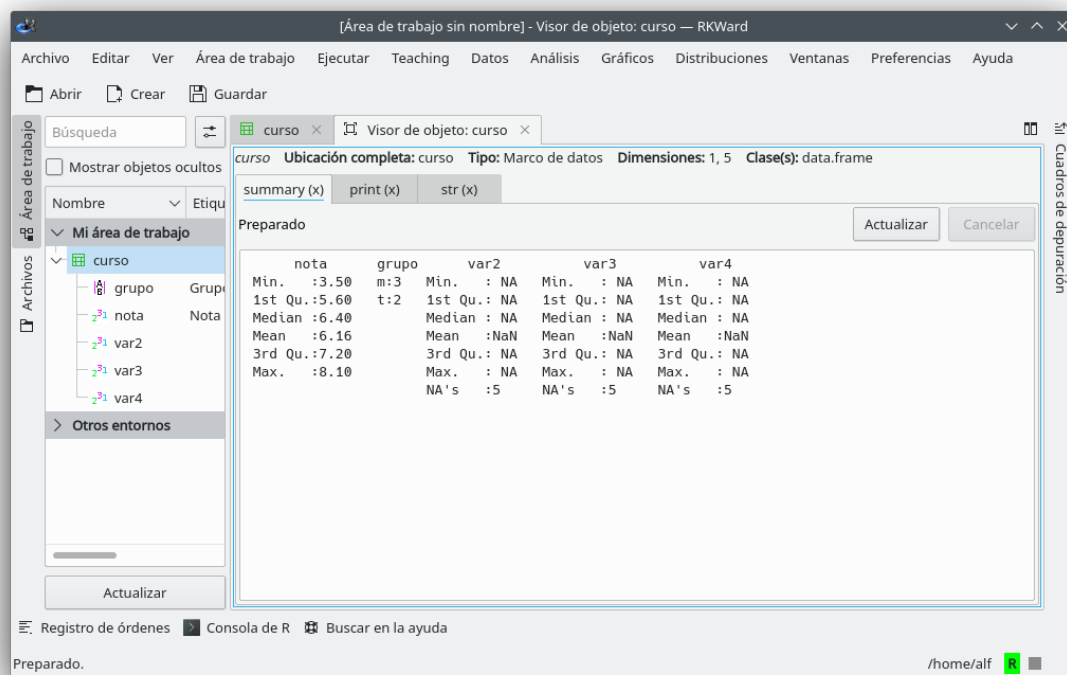 [Área de trabajo sin nombre] - Visor de objeto: curso — RKWard
Archivo Editar Ver Área de trabajo Ejecutar Teaching Datos Análisis Gráficos Distribuciones Ventanas Preferencias Ayuda
Abrir Crear Guardar
Área de trabajo
Archivos
Búsqueda
Mostrar objetos ocultos
Nombre Etiqu
Mi área de trabajo
curso
grupo Grupo
nota Nota
var2
var3
var4
Otros entornos
Actualizar
curso Visor de objeto: curso
curso Ubicación completa: curso Tipo: Marco de datos Dimensiones: 1, 5 Clase(s): data.frame
summary (x) print (x) str (x)
Preparado Actualizar Cancelar
nota grupo var2 var3 var4
Min. :3.50 m:3 Min. : NA Min. : NA Min. : NA
1st Qu.:5.60 t:2 1st Qu.: NA 1st Qu.: NA 1st Qu.: NA
Median :6.40 Median : NA Median : NA Median : NA
Mean :6.16 Mean :NaN Mean :NaN Mean :NaN
3rd Qu.:7.20 3rd Qu.: NA 3rd Qu.: NA 3rd Qu.: NA
Max. :8.10 Max. : NA Max. : NA Max. : NA
NA's :5 NA's :5 NA's :5
Cuadros de depuración
Registro de órdenes Consola de R Buscar en la ayuda
Preparado. /home/alf R